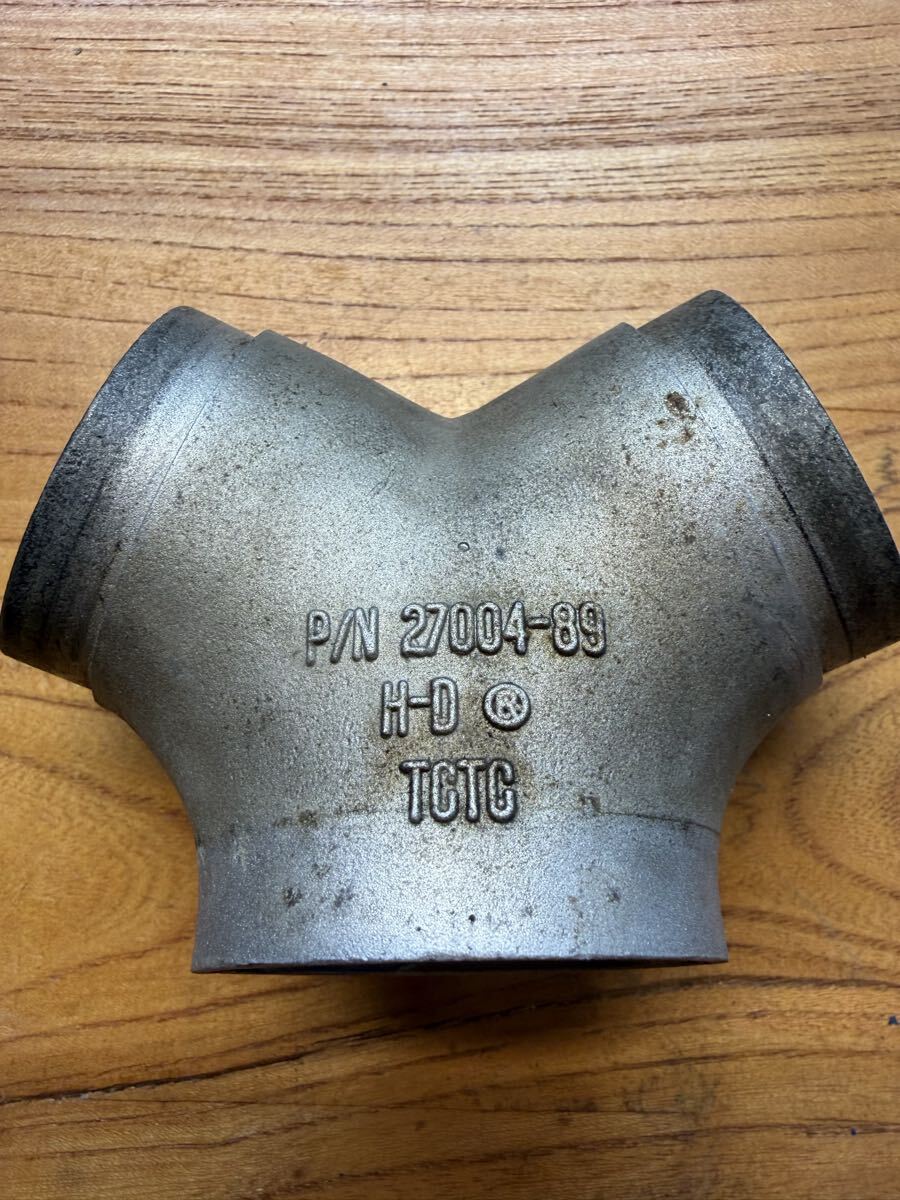 P/N 27004-89
H-D ®
TCTC